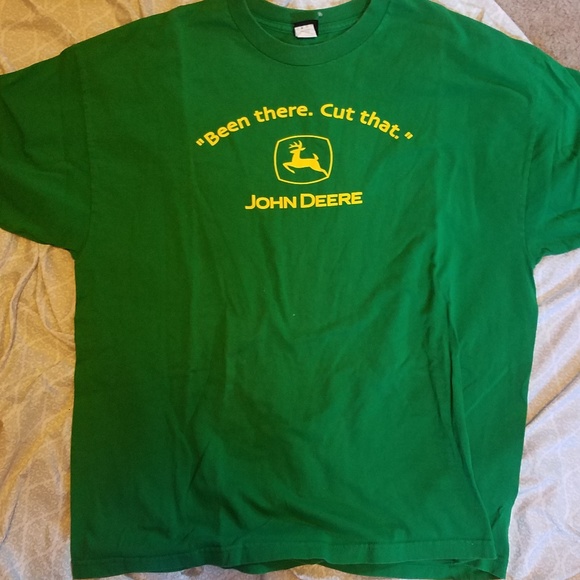 "Been there. Cut that."
JOHN DEERE